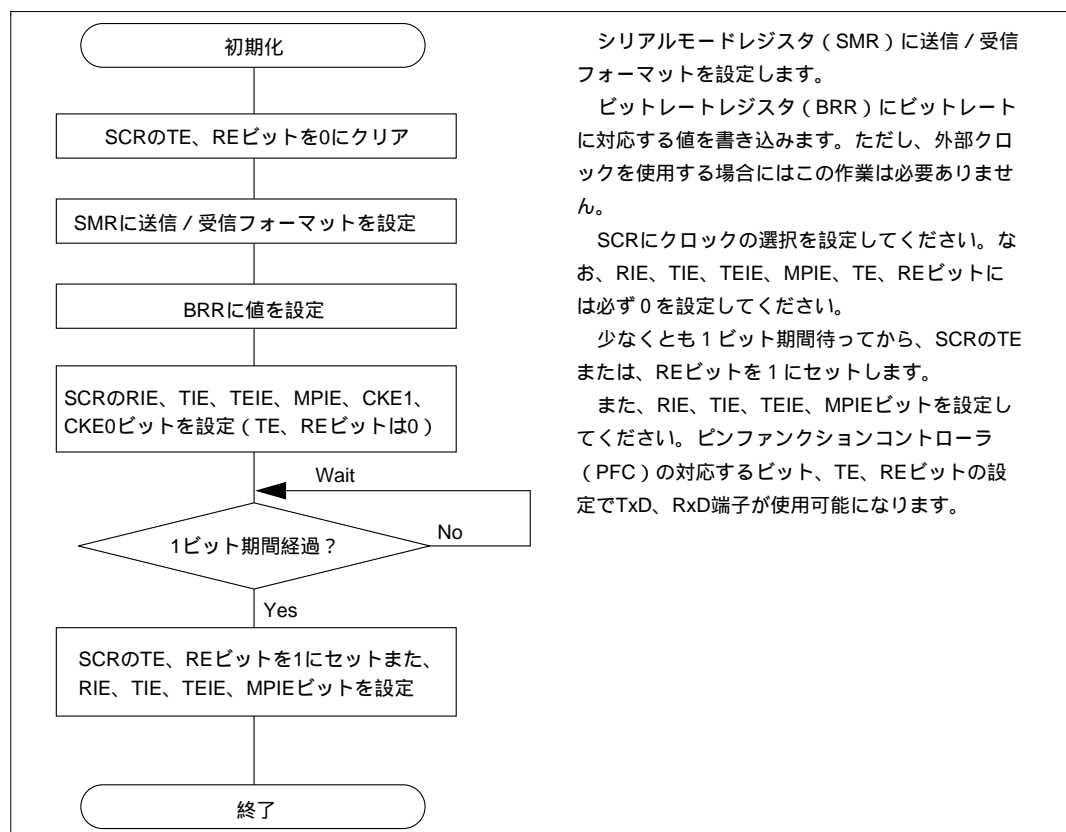 初期化
SCRのTE、REビットを0にクリア
SMRに送信／受信フォーマットを設定
BRRに値を設定
SCRのRIE、TIE、TEIE、MPIE、CKE1、
CKE0ビットを設定（TE、REビットは0）
Wait
1ビット期間経過？
No
Yes
SCRのTE、REビットを1にセットまた、
RIE、TIE、TEIE、MPIEビットを設定
終了
シリアルモードレジスタ（SMR）に送信／受信
フォーマットを設定します。
ビットレートレジスタ（BRR）にビットレート
に対応する値を書き込みます。ただし、外部クロ
ックを使用する場合にはこの作業は必要ありませ
ん。
SCRにクロックの選択を設定してください。な
お、RIE、TIE、TEIE、MPIE、TE、REビットに
は必ず０を設定してください。
少なくとも１ビット期間待ってから、SCRのTE
または、REビットを１にセットします。
また、RIE、TIE、TEIE、MPIEビットを設定し
てください。ピンファンクションコントローラ
（PFC）の対応するビット、TE、REビットの設
定でTxD、RxD端子が使用可能になります。